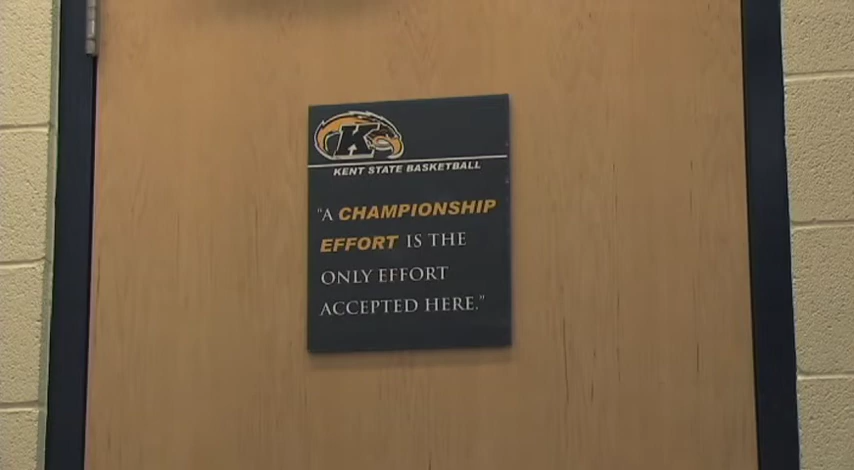 K
KENT STATE BASKETBALL
"A CHAMPIONSHIP
EFFORT IS THE
ONLY EFFORT
ACCEPTED HERE."